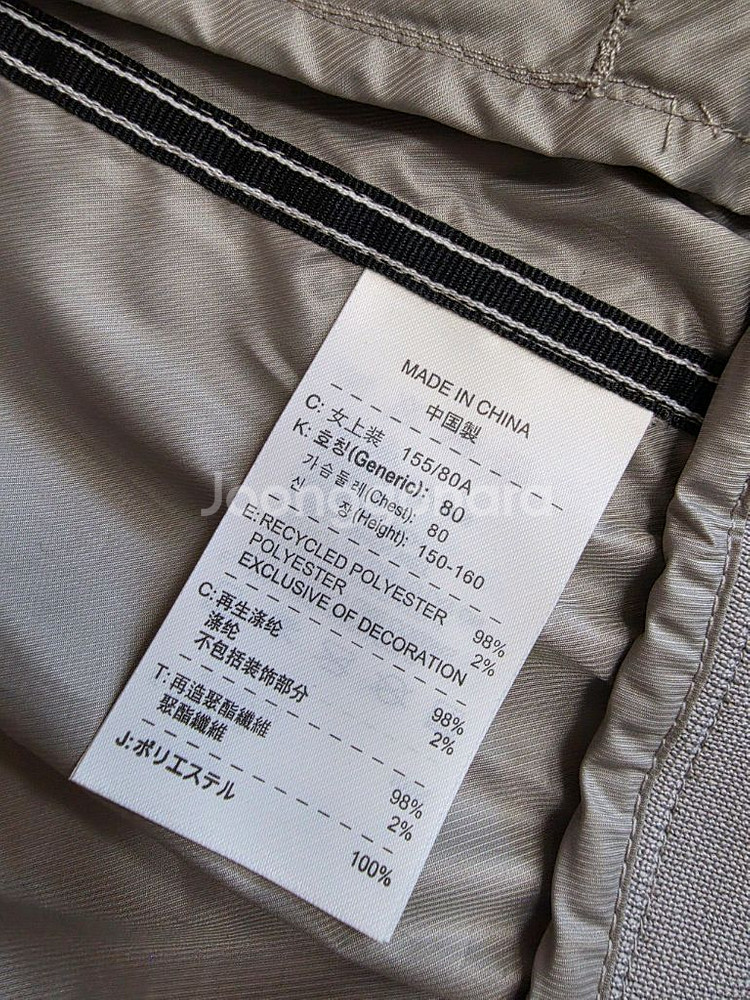 MADE IN CHINA
中国製
C: 女上装 155/80A
K: 호칭(Generic): 80
가슴둘레(Chest): 80
신 장(Height): 150-160
E: RECYCLED POLYESTER 98%
POLYESTER 2%
EXCLUSIVE OF DECORATION
C: 再生涤纶 98%
涤纶 2%
不包括装饰部分
T: 再造聚酯纖維 98%
聚酯纖維 2%
J: ポリエステル 100%